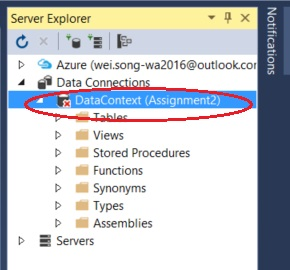 Server Explorer
Notifications
Azure (wei.song-wa2016@outlook.cor
Data Connections
DataContext (Assignment2)
Tables
Views
Stored Procedures
Functions
Synonyms
Types
Assemblies
Servers